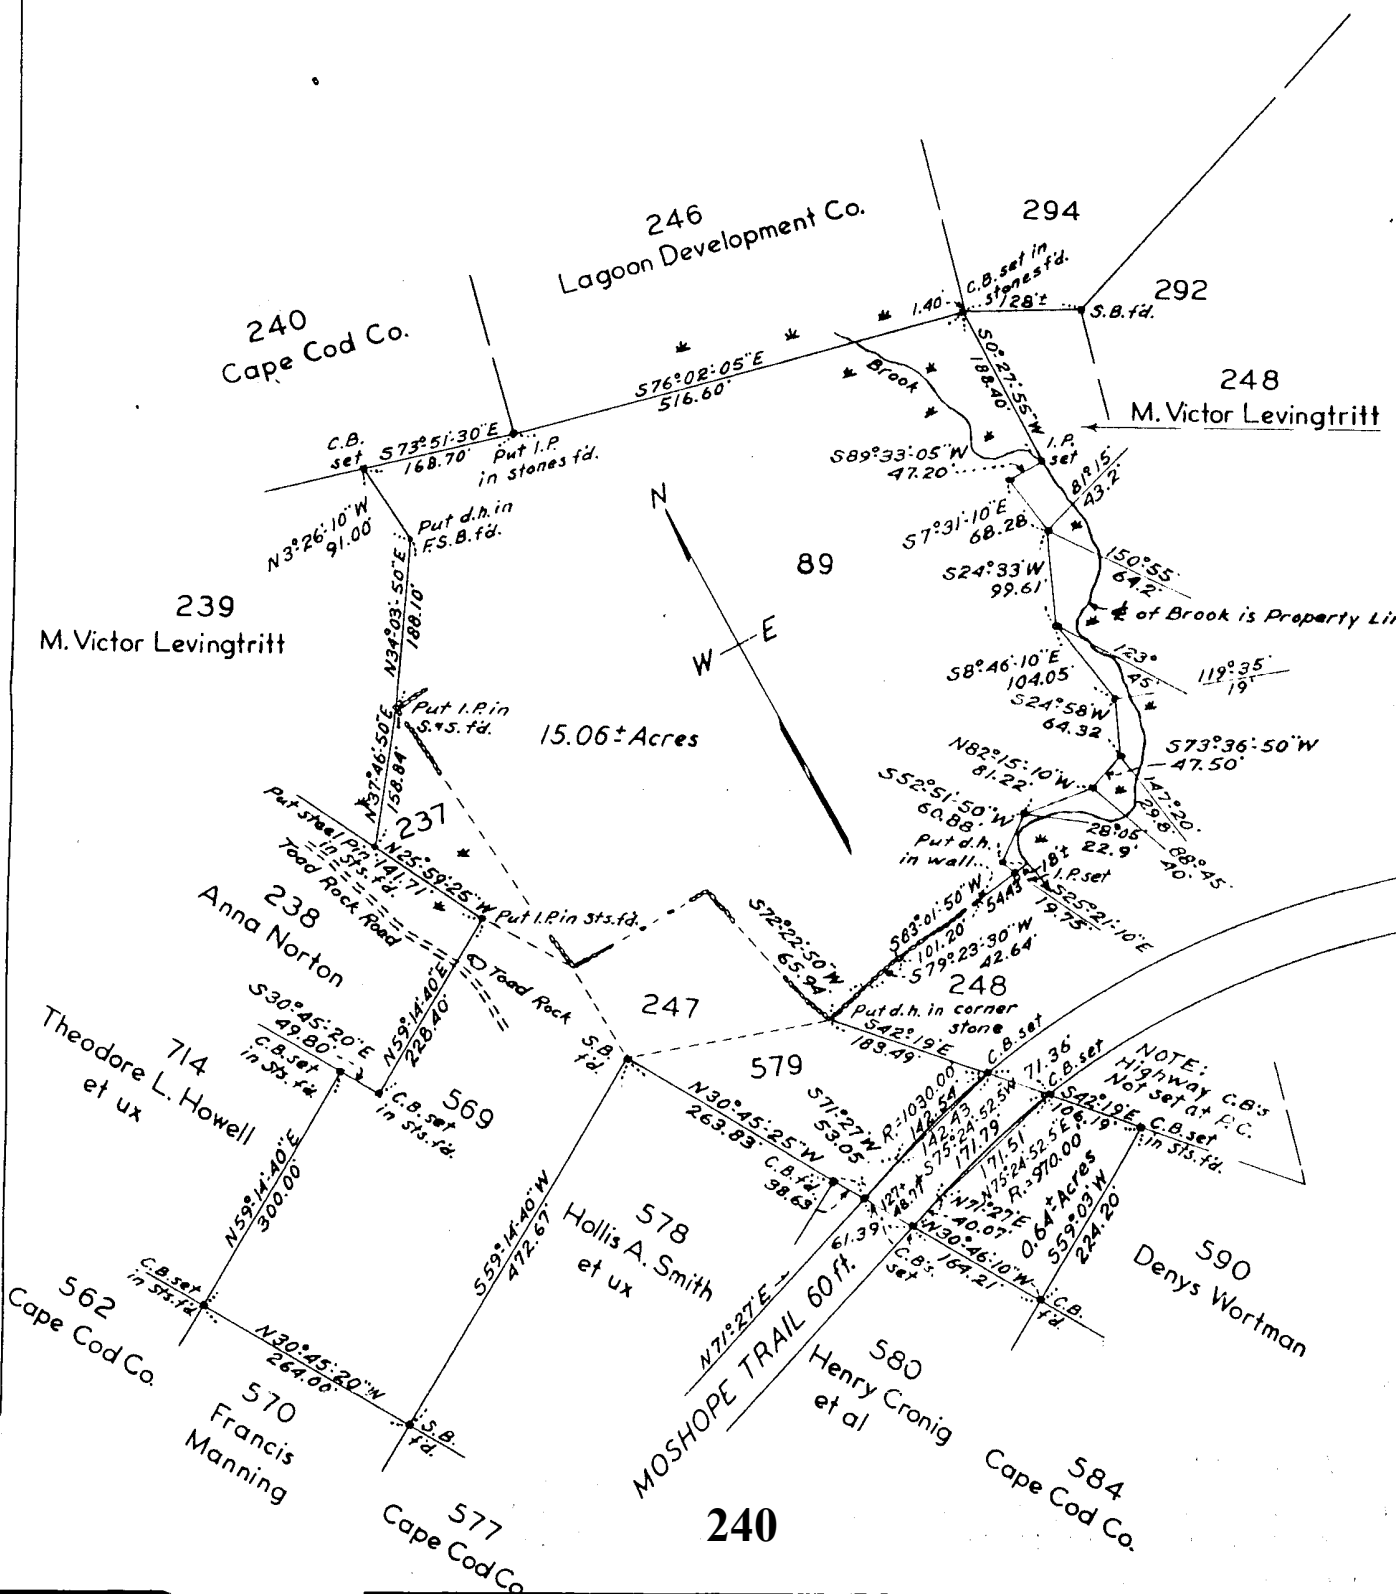 246
Lagoon Development Co.
294
C.B. set in
stones f'd.
1.40'
128'±
S.B. f'd.
292
240
Cape Cod Co.
S76°-02'-05"E
516.60'
Brook
S0°-27'-55"W
188.40'
248
M. Victor Levingtritt
C.B.
set
S73°-51'-30"E
168.70'
Put I.P.
in stones f'd.
I.P.
set
S89°-33'-05"W
47.20'
81°15'
43.2'
N3°-26'-10"W
91.00'
Put d.h. in
F.S.B. f'd.
N
S7°-31'-10"E
68.28'
S24°-33'W
99.61'
89
150°55'
64.2'
239
M. Victor Levingtritt
N34°-03'-50"E
188.10'
W
E
℄ of Brook is Property Li
S8°-46'-10"E
104.05'
123°
45'
119°35'
19'
Put I.P. in
S.&S. f'd.
15.06± Acres
S24°-58'W
64.32
N37°-46'-50"E
158.84'
S73°-36'-50"W
47.50'
N82°-15'-10"W
81.22'
S52°-51'-50"W
60.88'
147°20'
29.8'
88°-45'
40'
28°05'
22.9'
237
Put steel Pin
in Sts. f'd.
N25°-59'-25"W
141.71'
Toad Rock Road
Put d.h.
in wall
18'±
I.P. set
S25°-21'-10"E
19.75'
238
Anna Norton
Put I.P. in Sts. f'd.
S83°-01'-50"W
101.20'
54.43'
S79°-23'-30"W
42.64'
S72°-22'-50"W
65.94'
Toad Rock
N59°-14'-40"E
228.40'
247
248
Put d.h. in corner
stone
S30°-45'-20"E
49.80'
C.B. set
in Sts. f'd.
714
Theodore L. Howell
et ux
S.B.
f'd.
S42°-19'E
183.49'
C.B. set
71.36'
C.B. set
579
NOTE:
Highway C.B's
Not set at P.C.
569
C.B. set
in Sts. f'd.
N30°-45'-25"W
263.83'
S71°-27'W
53.05
R.=1030.00'
142.54
142.43
S75°-24'-52.5"W
171.79
171.51
N75°-24'-52.5"E
R.=970.00'
S42°-19'E
106.19'
C.B. set
in Sts. f'd.
N59°-14'-40"E
300.00'
C.B. f'd.
38.63
127±
48.71
N71°-27'E
40.07'
0.64± Acres
S59°-03'W
224.20'
S59°-14'-40"W
472.67'
578
Hollis A. Smith
et ux
61.39
C.B's.
set
N30°-46'-10"W
164.21'
C.B.
f'd.
590
Denys Wortman
562
Cape Cod Co.
C.B. set
in Sts. f'd
N30°-45'-20"W
264.00'
N71°-27'E
MOSHOPE TRAIL 60 ft.
580
Henry Cronig
et al
570
Francis
Manning
S.B.
f'd.
577
Cape Cod Co.
584
Cape Cod Co.
240